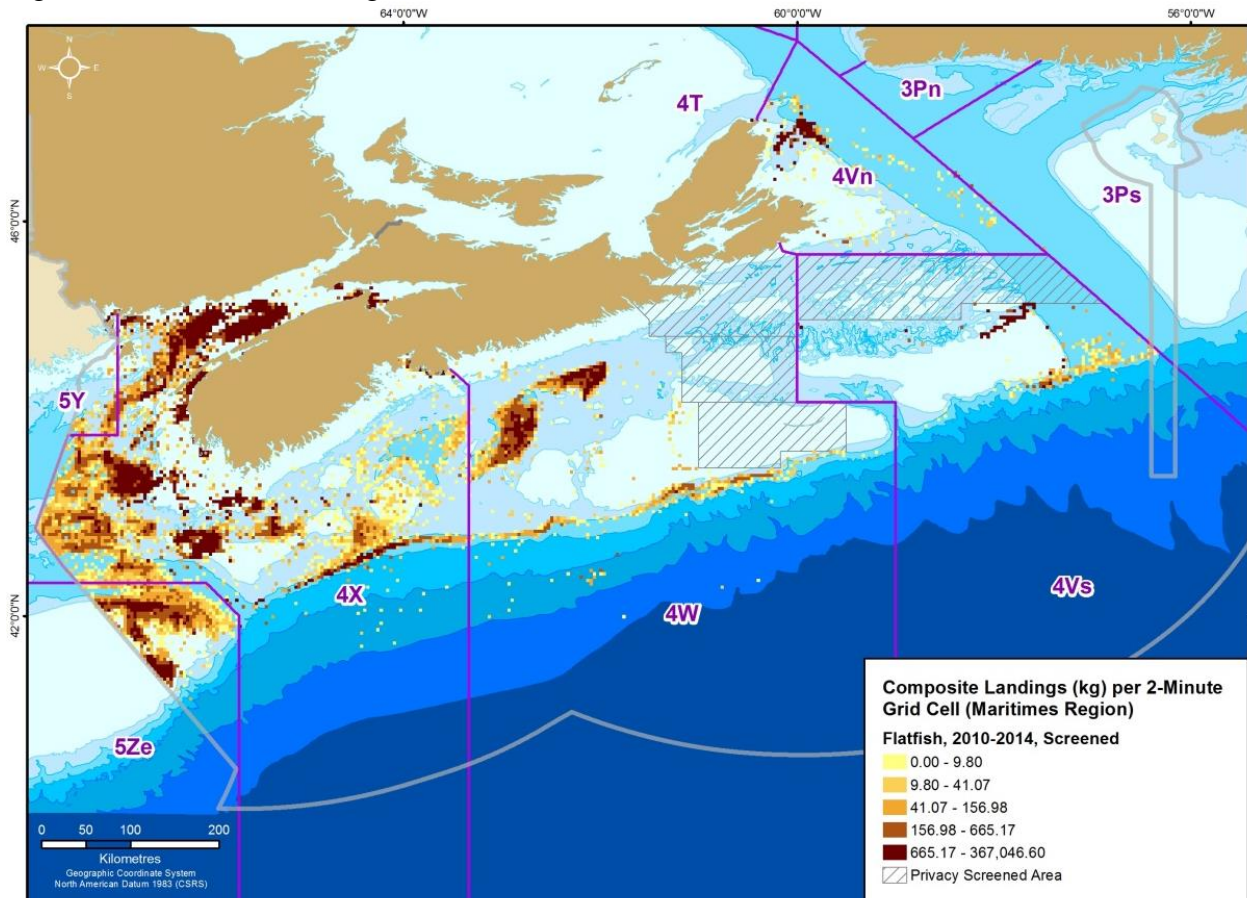 64°0'0"W
60°0'0"W
56°0'0"W
N
W E
S
46°0'0"N
42°0'0"N
4T
3Pn
4Vn
3Ps
5Y
4X
4W
4Vs
5Ze
0 50 100 200
Kilometres
Geographic Coordinate System
North American Datum 1983 (CSRS)
Composite Landings (kg) per 2-Minute
Grid Cell (Maritimes Region)
Flatfish, 2010-2014, Screened
0.00 - 9.80
9.80 - 41.07
41.07 - 156.98
156.98 - 665.17
665.17 - 367,046.60
Privacy Screened Area